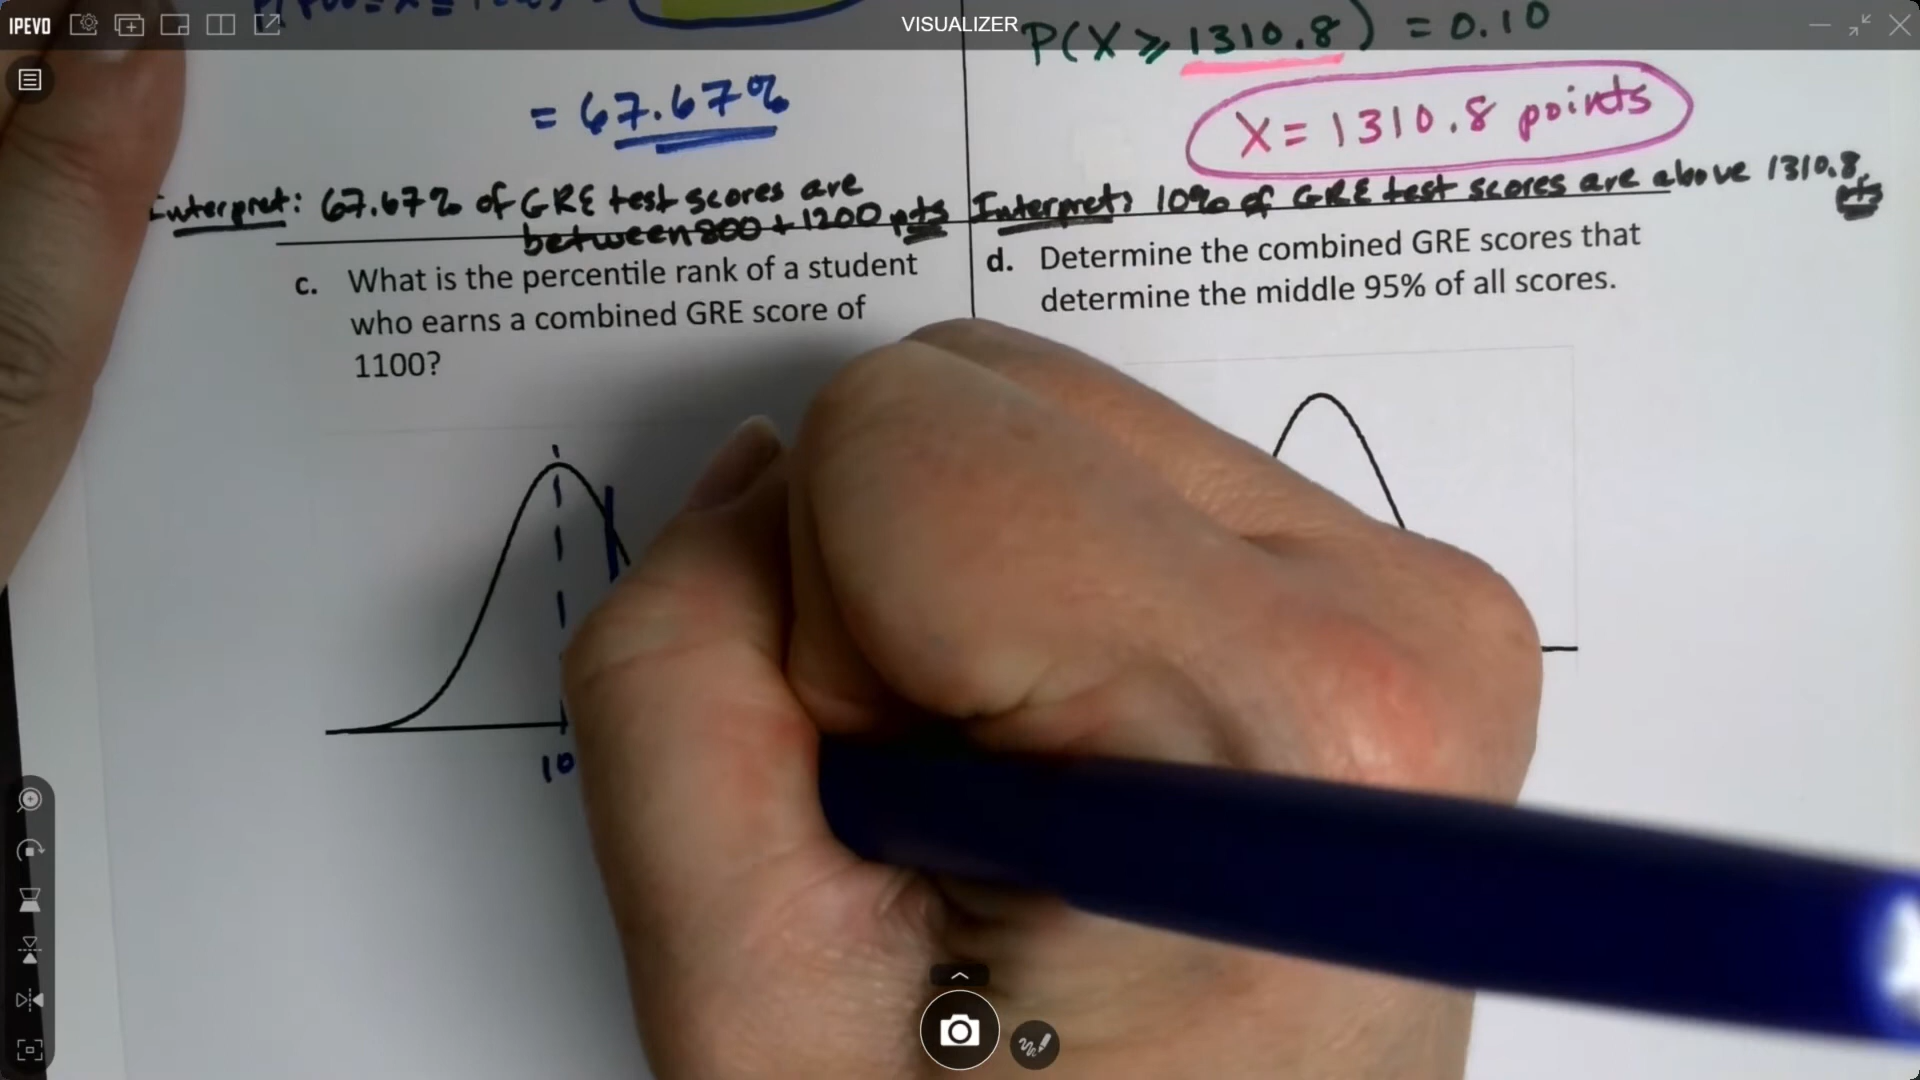 IPEVO
VISUALIZER
P(X ⩾ 1310.8) = 0.10
= 67.67%
X = 1310.8 points
Interpret: 67.67% of GRE test scores are
between 800 + 1200 pts
Interpret: 10% of GRE test scores are above 1310.8
pts
c. What is the percentile rank of a student
who earns a combined GRE score of
1100?
d. Determine the combined GRE scores that
determine the middle 95% of all scores.
10